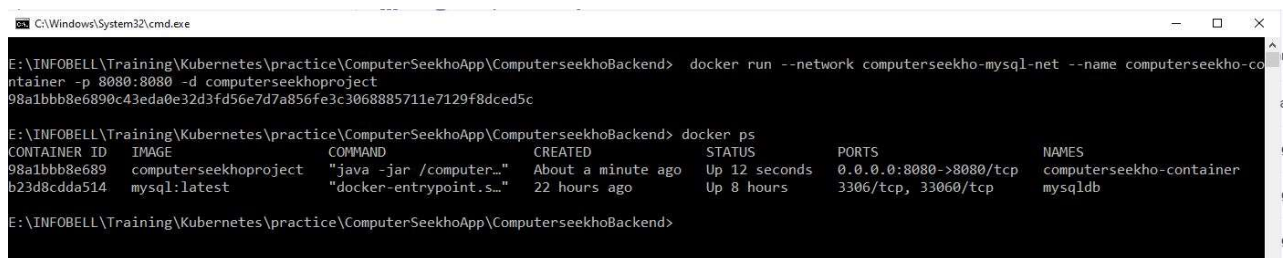 C:\Windows\System32\cmd.exe
E:\INFOBELL\Training\Kubernetes\practice\ComputerSeekhoApp\ComputerseekhoBackend>  docker run --network computerseekho-mysql-net --name computerseekho-co
ntainer -p 8080:8080 -d computerseekhoproject
98a1bbb8e6890c43eda0e32d3fd56e7d7a856fe3c3068885711e7129f8dced5c
E:\INFOBELL\Training\Kubernetes\practice\ComputerSeekhoApp\ComputerseekhoBackend> docker ps
CONTAINER ID   IMAGE                   COMMAND                  CREATED              STATUS          PORTS                    NAMES
98a1bbb8e689   computerseekhoproject   "java -jar /computer…"   About a minute ago   Up 12 seconds   0.0.0.0:8080->8080/tcp   computerseekho-container
b23d8cdda514   mysql:latest            "docker-entrypoint.s…"   22 hours ago         Up 8 hours      3306/tcp, 33060/tcp      mysqldb
E:\INFOBELL\Training\Kubernetes\practice\ComputerSeekhoApp\ComputerseekhoBackend>